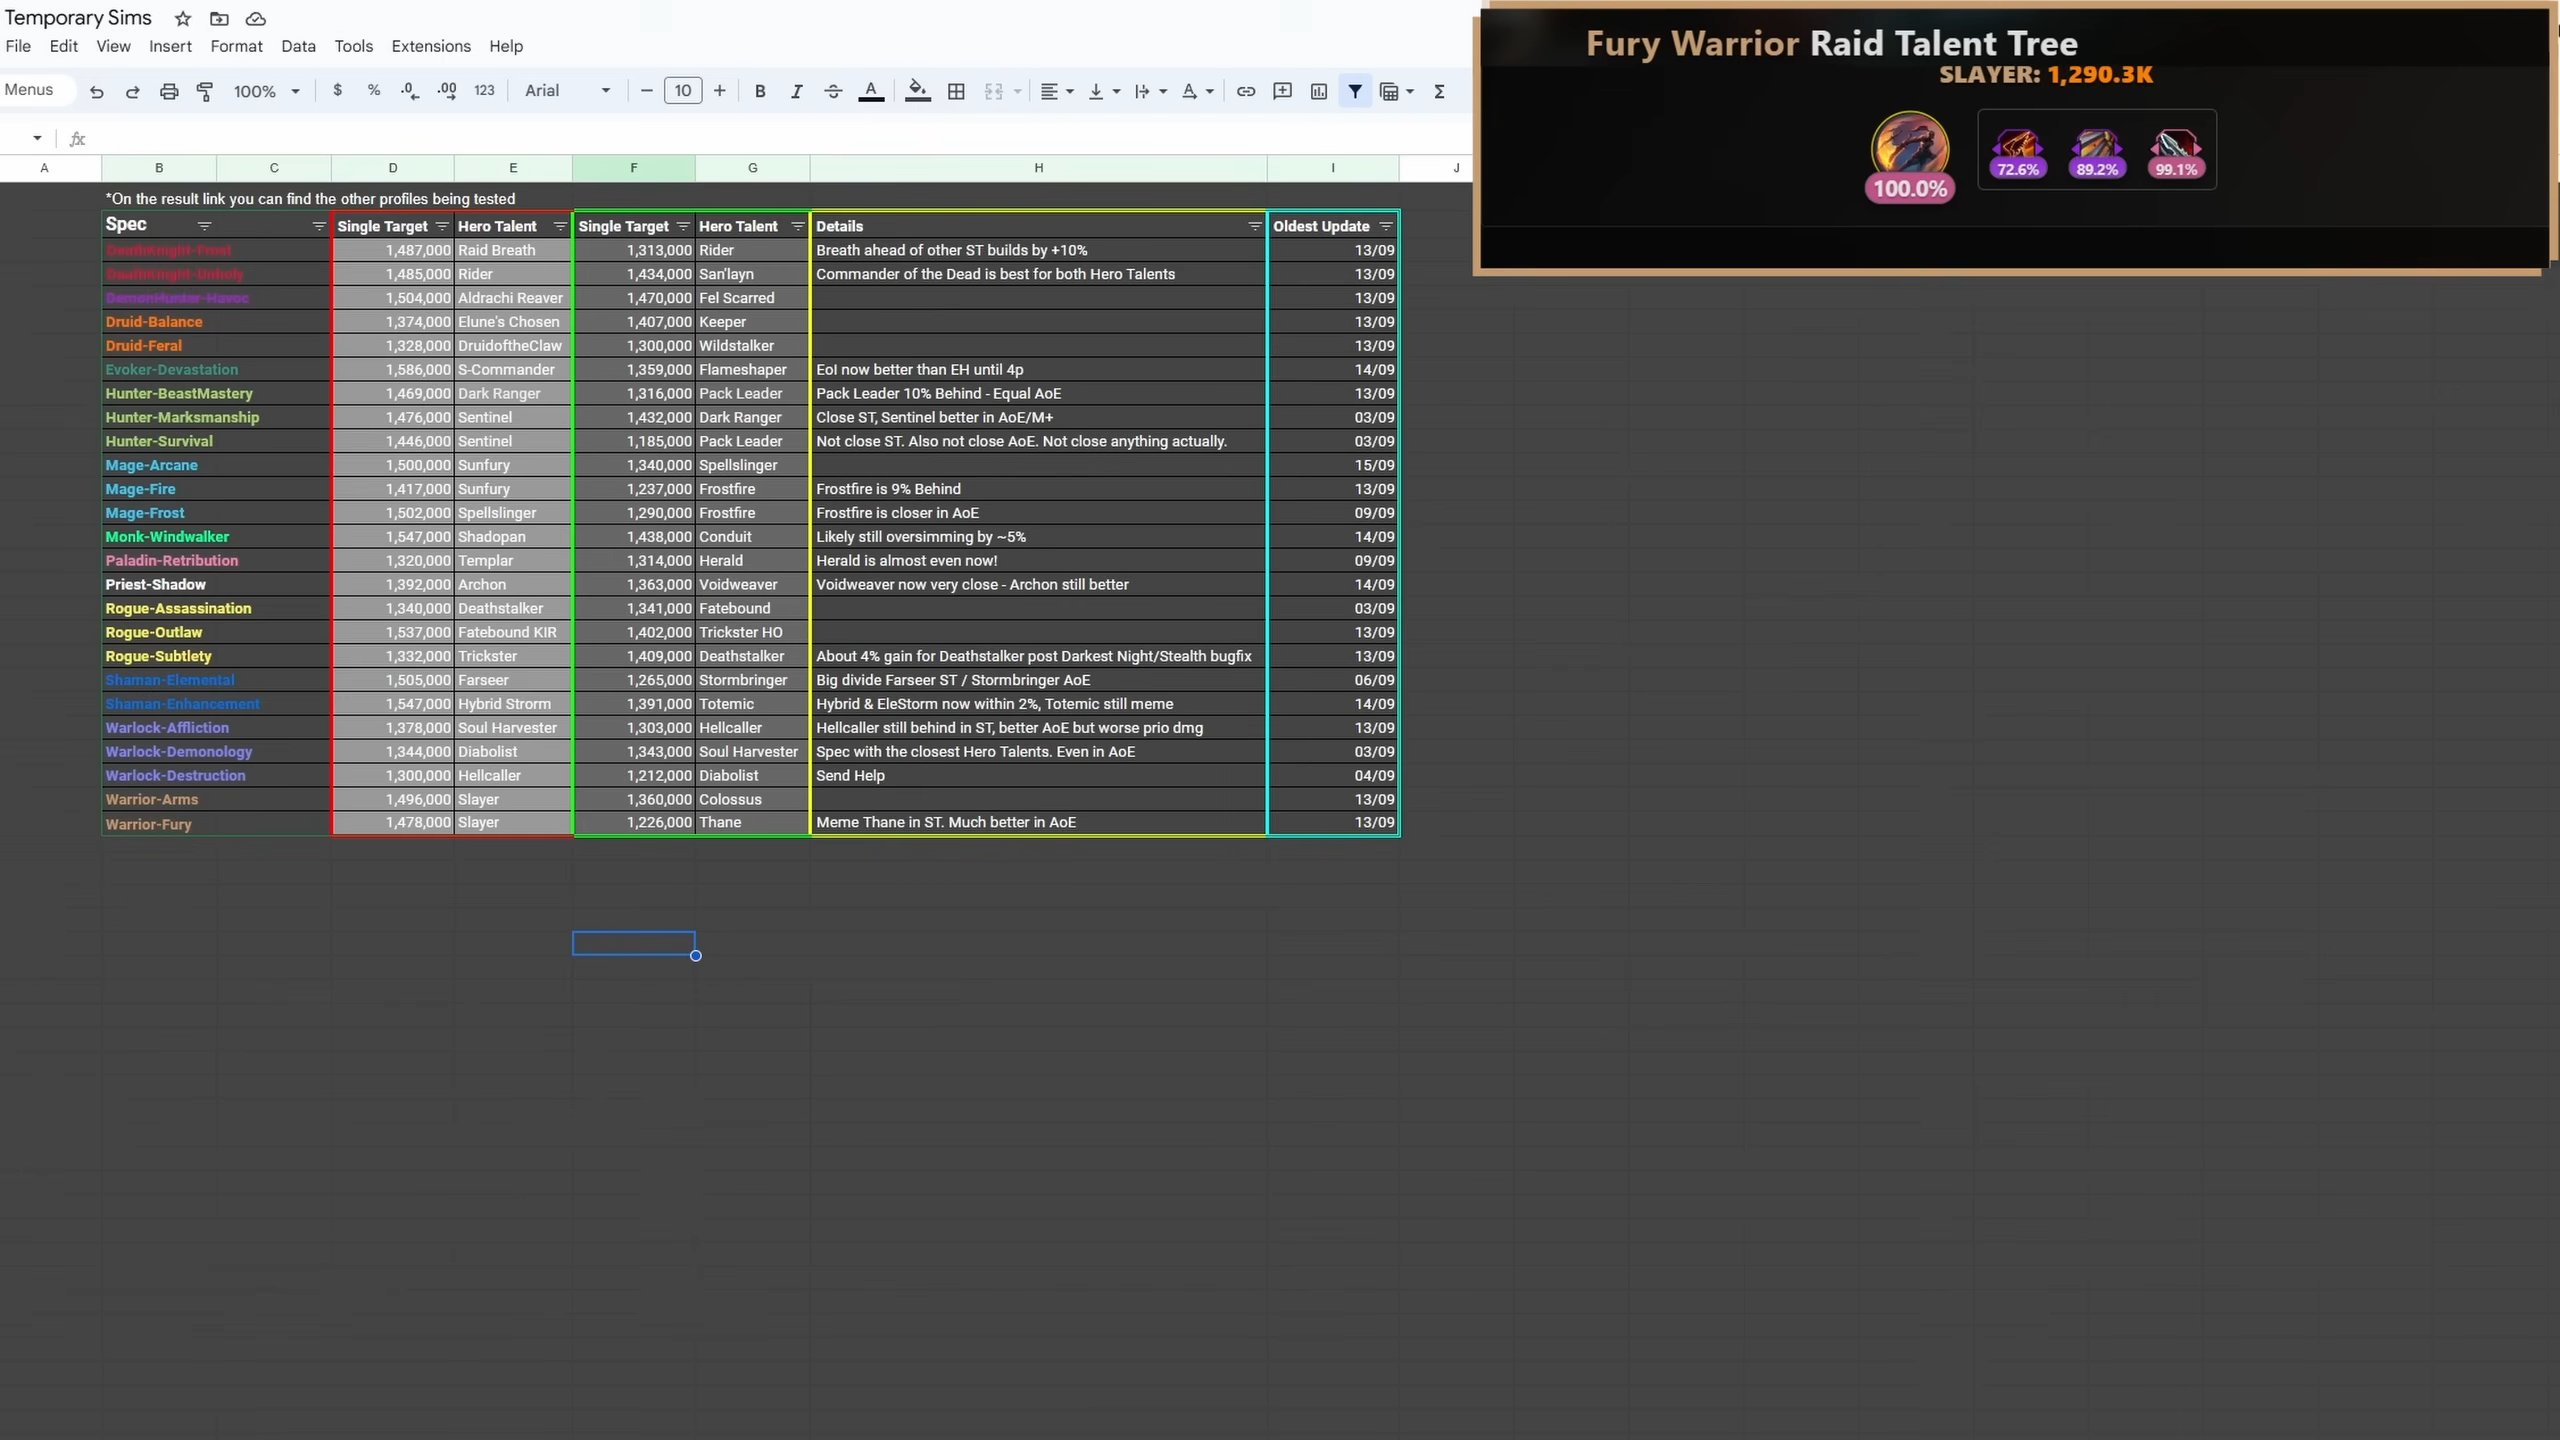 Temporary Sims
File Edit View Insert Format Data Tools Extensions Help
Menus 100% $ % .0 .00 123 Arial 10 B I A Σ
fx
A B C D E F G H I J
*On the result link you can find the other profiles being tested
Spec Single Target Hero Talent Single Target Hero Talent Details Oldest Update
DeathKnight-Frost 1,487,000 Raid Breath 1,313,000 Rider Breath ahead of other ST builds by +10% 13/09
DeathKnight-Unholy 1,485,000 Rider 1,434,000 San'layn Commander of the Dead is best for both Hero Talents 13/09
DemonHunter-Havoc 1,504,000 Aldrachi Reaver 1,470,000 Fel Scarred 13/09
Druid-Balance 1,374,000 Elune's Chosen 1,407,000 Keeper 13/09
Druid-Feral 1,328,000 DruidoftheClaw 1,300,000 Wildstalker 13/09
Evoker-Devastation 1,586,000 S-Commander 1,359,000 Flameshaper EoI now better than EH until 4p 14/09
Hunter-BeastMastery 1,469,000 Dark Ranger 1,316,000 Pack Leader Pack Leader 10% Behind - Equal AoE 13/09
Hunter-Marksmanship 1,476,000 Sentinel 1,432,000 Dark Ranger Close ST, Sentinel better in AoE/M+ 03/09
Hunter-Survival 1,446,000 Sentinel 1,185,000 Pack Leader Not close ST. Also not close AoE. Not close anything actually. 03/09
Mage-Arcane 1,500,000 Sunfury 1,340,000 Spellslinger 15/09
Mage-Fire 1,417,000 Sunfury 1,237,000 Frostfire Frostfire is 9% Behind 13/09
Mage-Frost 1,502,000 Spellslinger 1,290,000 Frostfire Frostfire is closer in AoE 09/09
Monk-Windwalker 1,547,000 Shadopan 1,438,000 Conduit Likely still oversimming by ~5% 14/09
Paladin-Retribution 1,320,000 Templar 1,314,000 Herald Herald is almost even now! 09/09
Priest-Shadow 1,392,000 Archon 1,363,000 Voidweaver Voidweaver now very close - Archon still better 14/09
Rogue-Assassination 1,340,000 Deathstalker 1,341,000 Fatebound 03/09
Rogue-Outlaw 1,537,000 Fatebound KIR 1,402,000 Trickster HO 13/09
Rogue-Subtlety 1,332,000 Trickster 1,409,000 Deathstalker About 4% gain for Deathstalker post Darkest Night/Stealth bugfix 13/09
Shaman-Elemental 1,505,000 Farseer 1,265,000 Stormbringer Big divide Farseer ST / Stormbringer AoE 06/09
Shaman-Enhancement 1,547,000 Hybrid Strorm 1,391,000 Totemic Hybrid & EleStorm now within 2%, Totemic still meme 14/09
Warlock-Affliction 1,378,000 Soul Harvester 1,303,000 Hellcaller Hellcaller still behind in ST, better AoE but worse prio dmg 13/09
Warlock-Demonology 1,344,000 Diabolist 1,343,000 Soul Harvester Spec with the closest Hero Talents. Even in AoE 03/09
Warlock-Destruction 1,300,000 Hellcaller 1,212,000 Diabolist Send Help 04/09
Warrior-Arms 1,496,000 Slayer 1,360,000 Colossus 13/09
Warrior-Fury 1,478,000 Slayer 1,226,000 Thane Meme Thane in ST. Much better in AoE 13/09
Fury Warrior Raid Talent Tree
SLAYER: 1,290.3K
100.0% 72.6% 89.2% 99.1%